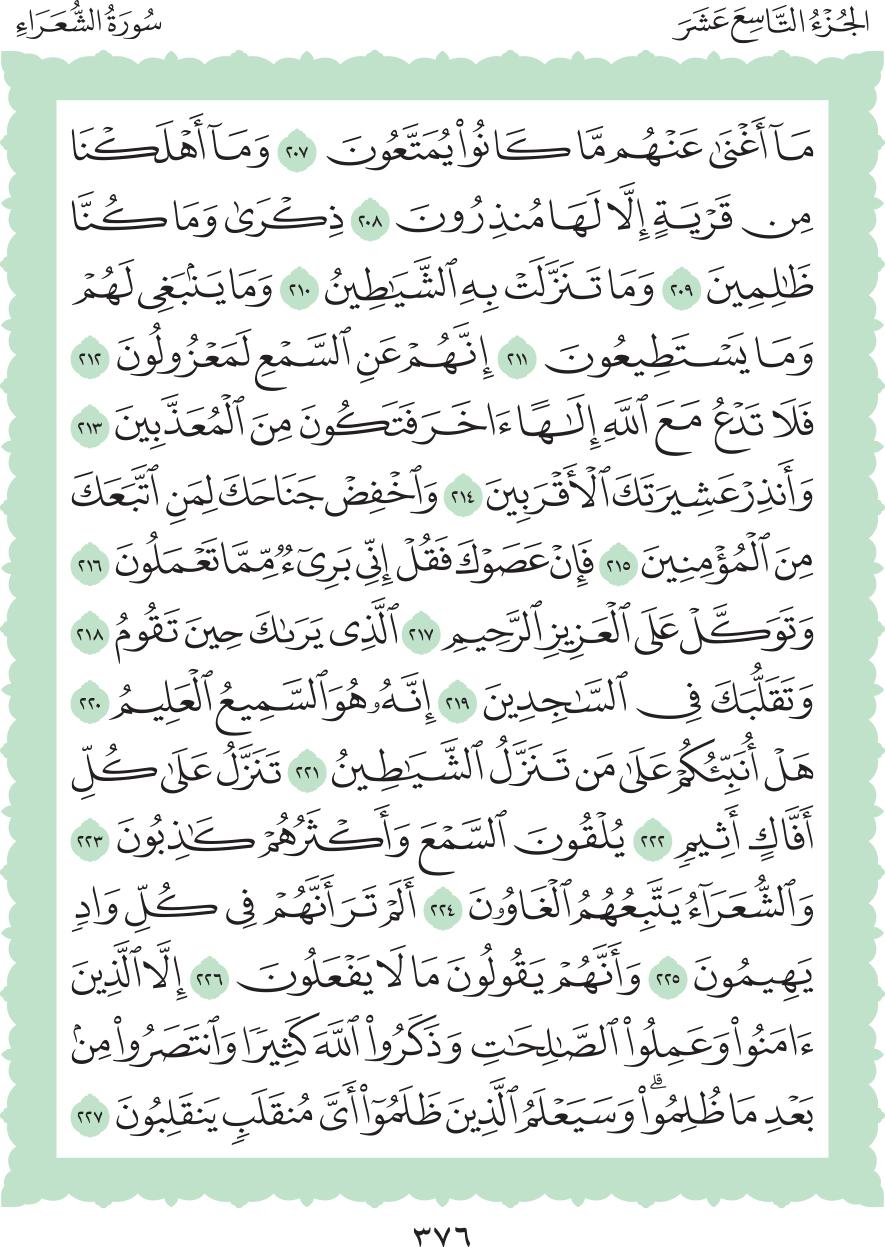 الجُزْءُ التَّاسِعَ عَشَرَ
سُورَةُ الشُّعَرَاءِ
مَآ أَغْنَىٰ عَنْهُم مَّا كَانُوا۟ يُمَتَّعُونَ ٢٠٧ وَمَآ أَهْلَكْنَا
مِن قَرْيَةٍ إِلَّا لَهَا مُنذِرُونَ ٢٠٨ ذِكْرَىٰ وَمَا كُنَّا
ظَٰلِمِينَ ٢٠٩ وَمَا تَنَزَّلَتْ بِهِ ٱلشَّيَٰطِينُ ٢١٠ وَمَا يَنۢبَغِى لَهُمْ
وَمَا يَسْتَطِيعُونَ ٢١١ إِنَّهُمْ عَنِ ٱلسَّمْعِ لَمَعْزُولُونَ ٢١٢
فَلَا تَدْعُ مَعَ ٱللَّهِ إِلَٰهًا ءَاخَرَ فَتَكُونَ مِنَ ٱلْمُعَذَّبِينَ ٢١٣
وَأَنذِرْ عَشِيرَتَكَ ٱلْأَقْرَبِينَ ٢١٤ وَٱخْفِضْ جَنَاحَكَ لِمَنِ ٱتَّبَعَكَ
مِنَ ٱلْمُؤْمِنِينَ ٢١٥ فَإِنْ عَصَوْكَ فَقُلْ إِنِّى بَرِىٓءٌ مِّمَّا تَعْمَلُونَ ٢١٦
وَتَوَكَّلْ عَلَى ٱلْعَزِيزِ ٱلرَّحِيمِ ٢١٧ ٱلَّذِى يَرَىٰكَ حِينَ تَقُومُ ٢١٨
وَتَقَلُّبَكَ فِى ٱلسَّٰجِدِينَ ٢١٩ إِنَّهُۥ هُوَ ٱلسَّمِيعُ ٱلْعَلِيمُ ٢٢٠
هَلْ أُنَبِّئُكُمْ عَلَىٰ مَن تَنَزَّلُ ٱلشَّيَٰطِينُ ٢٢١ تَنَزَّلُ عَلَىٰ كُلِّ
أَفَّاكٍ أَثِيمٍ ٢٢٢ يُلْقُونَ ٱلسَّمْعَ وَأَكْثَرُهُمْ كَٰذِبُونَ ٢٢٣
وَٱلشُّعَرَآءُ يَتَّبِعُهُمُ ٱلْغَاوُۥنَ ٢٢٤ أَلَمْ تَرَ أَنَّهُمْ فِى كُلِّ وَادٍ
يَهِيمُونَ ٢٢٥ وَأَنَّهُمْ يَقُولُونَ مَا لَا يَفْعَلُونَ ٢٢٦ إِلَّا ٱلَّذِينَ
ءَامَنُوا۟ وَعَمِلُوا۟ ٱلصَّٰلِحَٰتِ وَذَكَرُوا۟ ٱللَّهَ كَثِيرًا وَٱنتَصَرُوا۟ مِنۢ
بَعْدِ مَا ظُلِمُوا۟ ۗ وَسَيَعْلَمُ ٱلَّذِينَ ظَلَمُوٓا۟ أَىَّ مُنقَلَبٍ يَنقَلِبُونَ ٢٢٧
٣٧٦